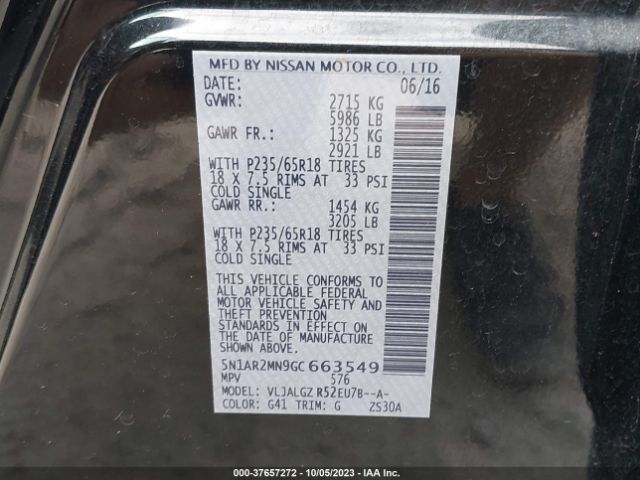 MFD BY NISSAN MOTOR CO., LTD.
DATE: 06/16
GVWR: 2715 KG
5986 LB
GAWR FR.: 1325 KG
2921 LB
WITH P235/65R18 TIRES
18 X 7.5 RIMS AT 33 PSI
COLD SINGLE
GAWR RR.: 1454 KG
3205 LB
WITH P235/65R18 TIRES
18 X 7.5 RIMS AT 33 PSI
COLD SINGLE
THIS VEHICLE CONFORMS TO
ALL APPLICABLE FEDERAL
MOTOR VEHICLE SAFETY AND
THEFT PREVENTION
STANDARDS IN EFFECT ON
THE DATE OF MANUFACTURE
SHOWN ABOVE.
5N1AR2MN9GC 663549
MPV 576
MODEL: VLJALGZ R52EU7B--A-
COLOR: G41 TRIM: G ZS30A
000-37657272 - 10/05/2023 - IAA Inc.